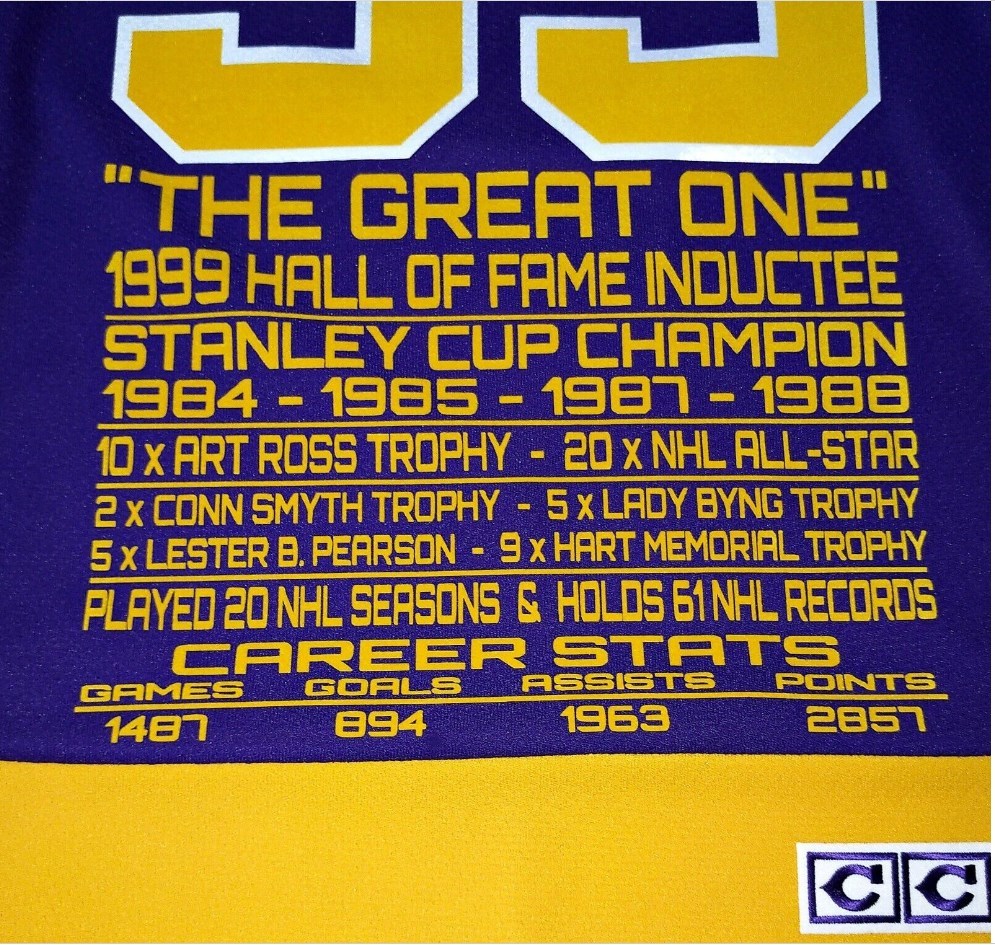 99
"THE GREAT ONE"
1999 HALL OF FAME INDUCTEE
STANLEY CUP CHAMPION
1984 - 1985 - 1987 - 1988
10 x ART ROSS TROPHY - 20 x NHL ALL-STAR
2 x CONN SMYTH TROPHY - 5 x LADY BYNG TROPHY
5 x LESTER B. PEARSON - 9 x HART MEMORIAL TROPHY
PLAYED 20 NHL SEASONS & HOLDS 61 NHL RECORDS
CAREER STATS
GAMES GOALS ASSISTS POINTS
1487 894 1963 2857
C C